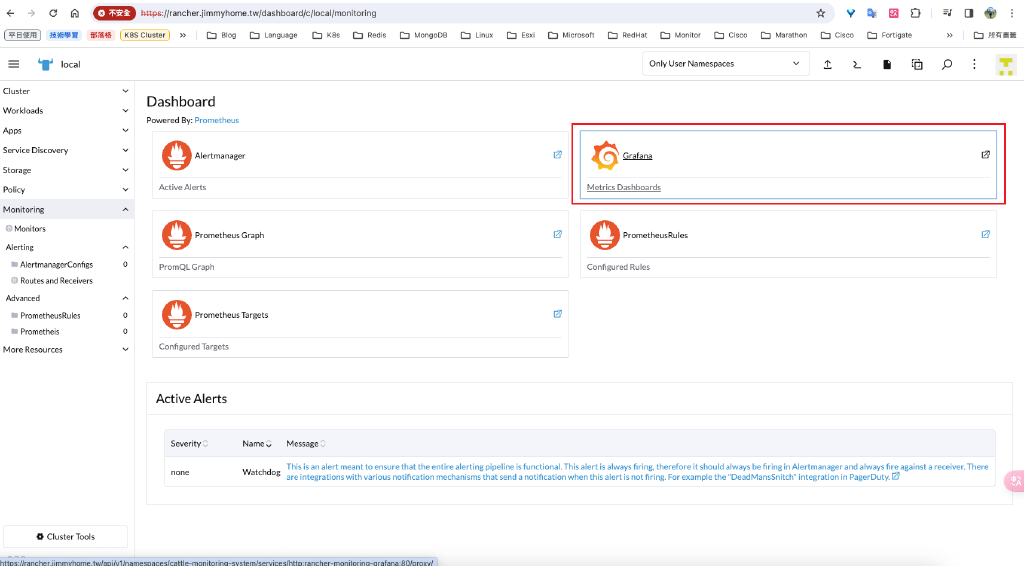 不安全
https://rancher.jimmyhome.tw/dashboard/c/local/monitoring
平日使用 技術學習 部落格 K8S Cluster » Blog Language K8s Redis MongoDB Linux Esxi Microsoft RedHat Monitor Cisco Marathon Cisco Fortigate » 所有書籤
local
Only User Namespaces
Cluster
Workloads
Apps
Service Discovery
Storage
Policy
Monitoring
Monitors
Alerting
AlertmanagerConfigs 0
Routes and Receivers
Advanced
PrometheusRules 0
Prometheis 0
More Resources
Cluster Tools
Dashboard
Powered By: Prometheus
Alertmanager
Active Alerts
Grafana
Metrics Dashboards
Prometheus Graph
PromQL Graph
PrometheusRules
Configured Rules
Prometheus Targets
Configured Targets
Active Alerts
Severity Name Message
none Watchdog
This is an alert meant to ensure that the entire alerting pipeline is functional. This alert is always firing, therefore it should always be firing in Alertmanager and always fire against a receiver. There
are integrations with various notification mechanisms that send a notification when this alert is not firing. For example the "DeadMansSnitch" integration in PagerDuty.
https://rancher.jimmyhome.tw/api/v1/namespaces/cattle-monitoring-system/services/http:rancher-monitoring-grafana:80/proxy/